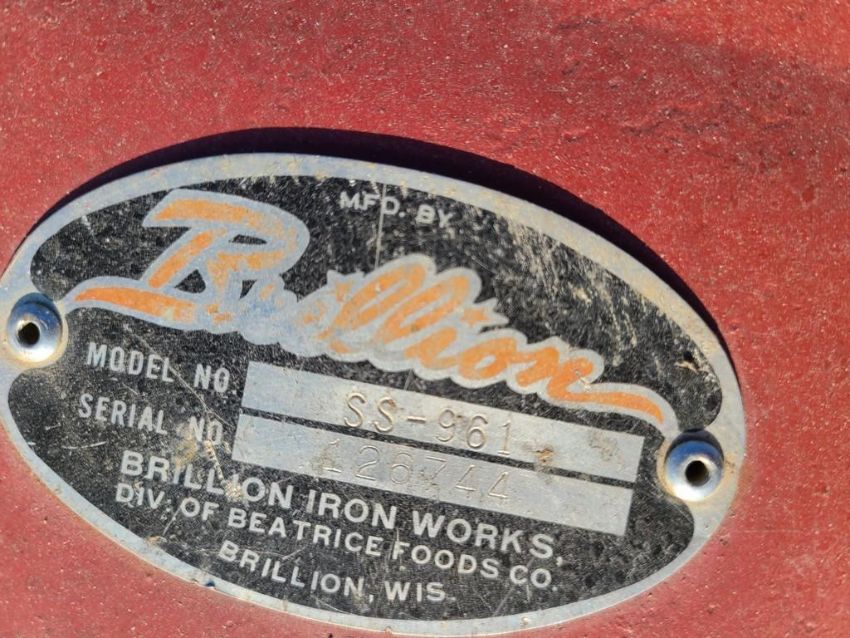 MFD. BY
Brillion
MODEL NO. SS-961
SERIAL NO. 126744
BRILLION IRON WORKS,
DIV. OF BEATRICE FOODS CO.
BRILLION, WIS.